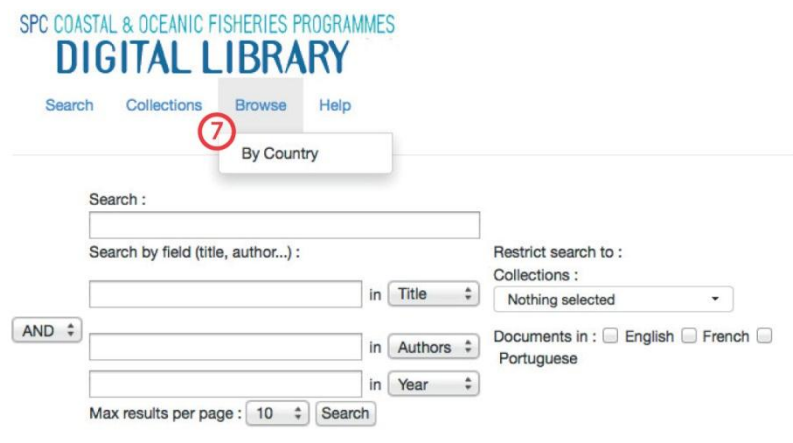 SPC COASTAL & OCEANIC FISHERIES PROGRAMMES
DIGITAL LIBRARY
Search Collections Browse Help
7
By Country
Search :
Search by field (title, author...) :
Restrict search to :
Collections :
in Title
Nothing selected
AND
in Authors
Documents in : English French
Portuguese
in Year
Max results per page : 10 Search